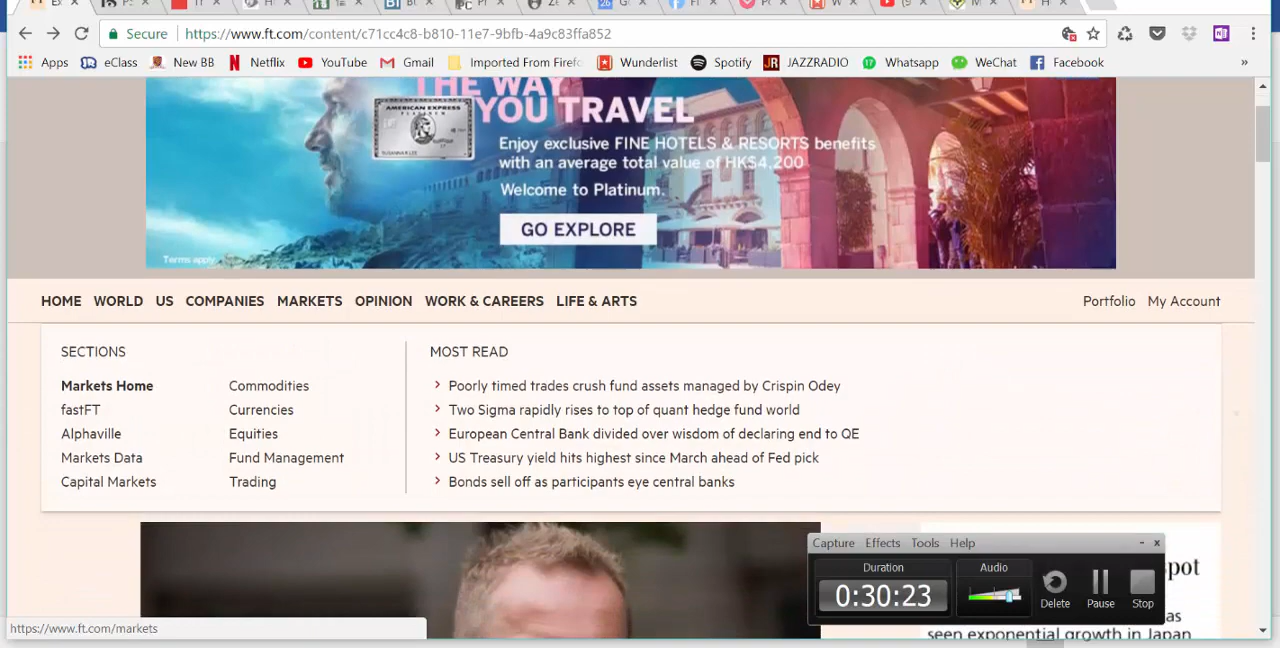 Secure https://www.ft.com/content/c71cc4c8-b810-11e7-9bfb-4a9c83ffa852
Apps eClass New BB Netflix YouTube Gmail Imported From Firefo Wunderlist Spotify JAZZRADIO Whatsapp WeChat Facebook »
THE WAY
YOU TRAVEL
AMERICAN EXPRESS
Enjoy exclusive FINE HOTELS & RESORTS benefits
with an average total value of HK$4,200
Welcome to Platinum.
GO EXPLORE
Terms apply.
HOME WORLD US COMPANIES MARKETS OPINION WORK & CAREERS LIFE & ARTS Portfolio My Account
SECTIONS
Markets Home
fastFT
Alphaville
Markets Data
Capital Markets
Commodities
Currencies
Equities
Fund Management
Trading
MOST READ
Poorly timed trades crush fund assets managed by Crispin Odey
Two Sigma rapidly rises to top of quant hedge fund world
European Central Bank divided over wisdom of declaring end to QE
US Treasury yield hits highest since March ahead of Fed pick
Bonds sell off as participants eye central banks
Capture Effects Tools Help
Duration
0:30:23
Audio
Delete Pause Stop
pot
as
seen exponential growth in Japan
https://www.ft.com/markets